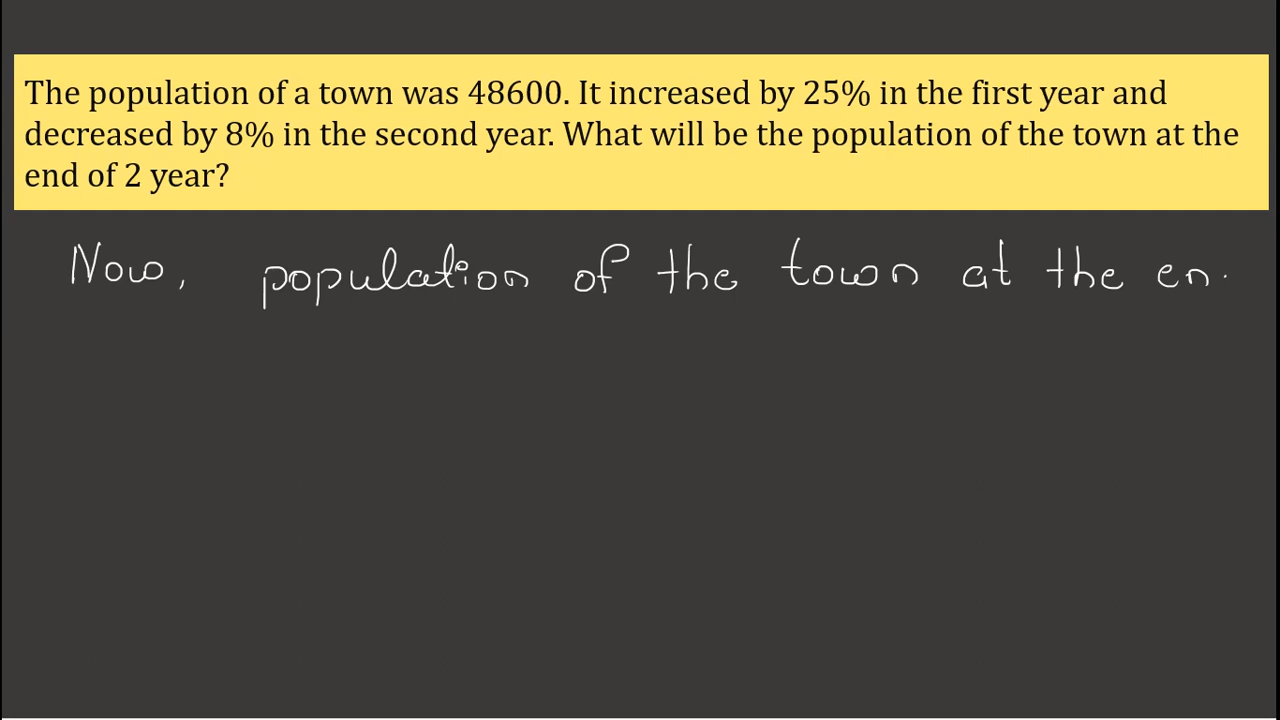 The population of a town was 48600. It increased by 25% in the first year and
decreased by 8% in the second year. What will be the population of the town at the
end of 2 year?
Now, population of the town at the en